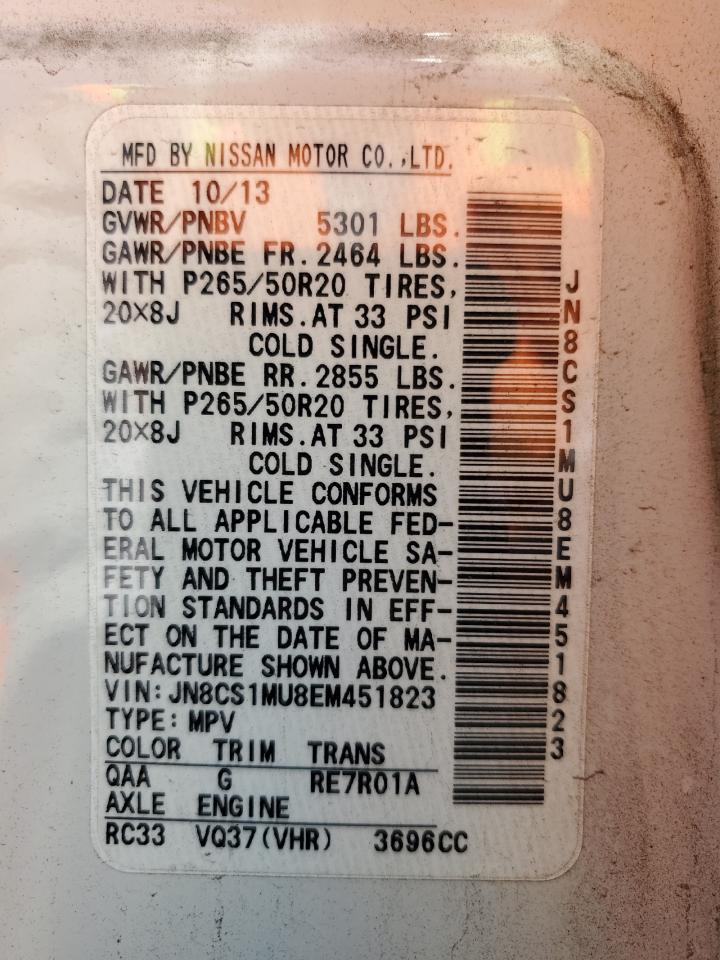 MFD BY NISSAN MOTOR CO.,LTD.
DATE 10/13
GVWR/PNBV 5301 LBS.
GAWR/PNBE FR.2464 LBS.
WITH P265/50R20 TIRES,
20X8J RIMS.AT 33 PSI
COLD SINGLE.
GAWR/PNBE RR.2855 LBS.
WITH P265/50R20 TIRES,
20X8J RIMS.AT 33 PSI
COLD SINGLE.
THIS VEHICLE CONFORMS
TO ALL APPLICABLE FED-
ERAL MOTOR VEHICLE SA-
FETY AND THEFT PREVEN-
TION STANDARDS IN EFF-
ECT ON THE DATE OF MA-
NUFACTURE SHOWN ABOVE.
VIN:JN8CS1MU8EM451823
TYPE:MPV
COLOR TRIM TRANS
QAA G RE7R01A
AXLE ENGINE
RC33 VQ37(VHR) 3696CC
JN8CS1MU8EM451823